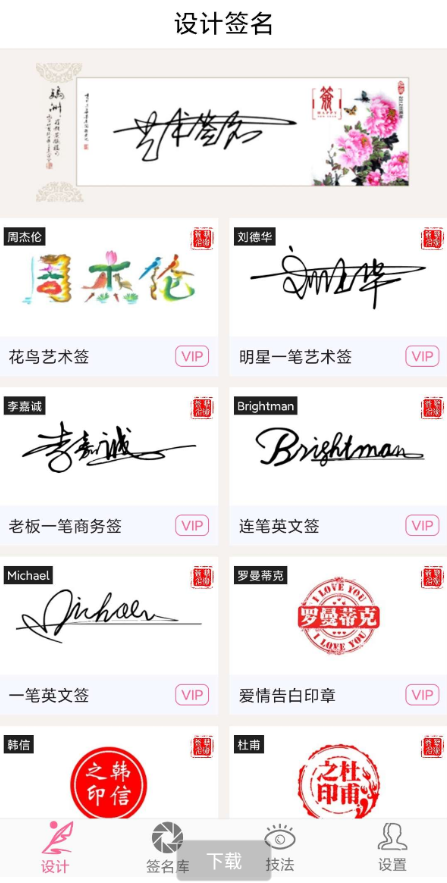 设计签名
艺术签名
周杰伦
刘德华
周杰伦
刘德华
花鸟艺术签
VIP
明星一笔艺术签
VIP
李嘉诚
Brightman
李嘉诚
Brightman
老板一笔商务签
VIP
连笔英文签
VIP
Michael
罗曼蒂克
Michael
I LOVE YOU
罗曼蒂克
I LOVE YOU
一笔英文签
VIP
爱情告白印章
VIP
韩信
杜甫
韩信之印
杜甫之印
设计
签名库
下载
技法
设置